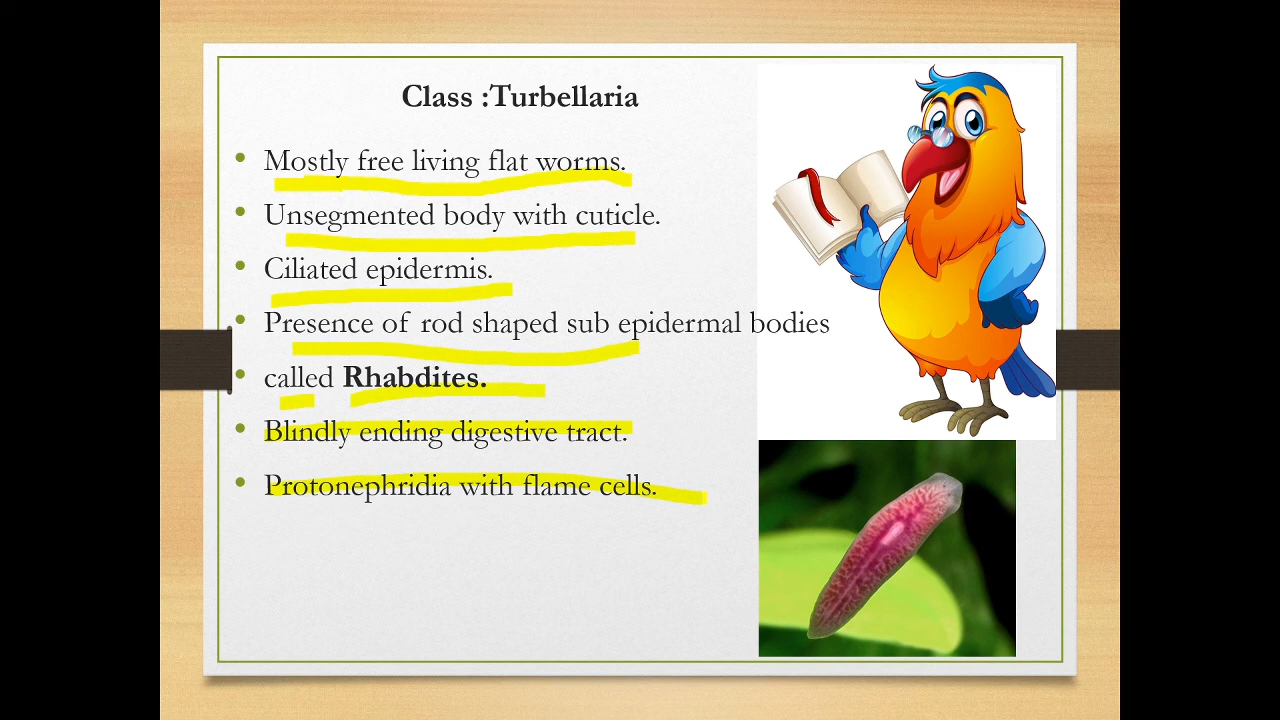 Class :Turbellaria
• Mostly free living flat worms.
• Unsegmented body with cuticle.
• Ciliated epidermis.
• Presence of rod shaped sub epidermal bodies
• called Rhabdites.
• Blindly ending digestive tract.
• Protonephridia with flame cells.